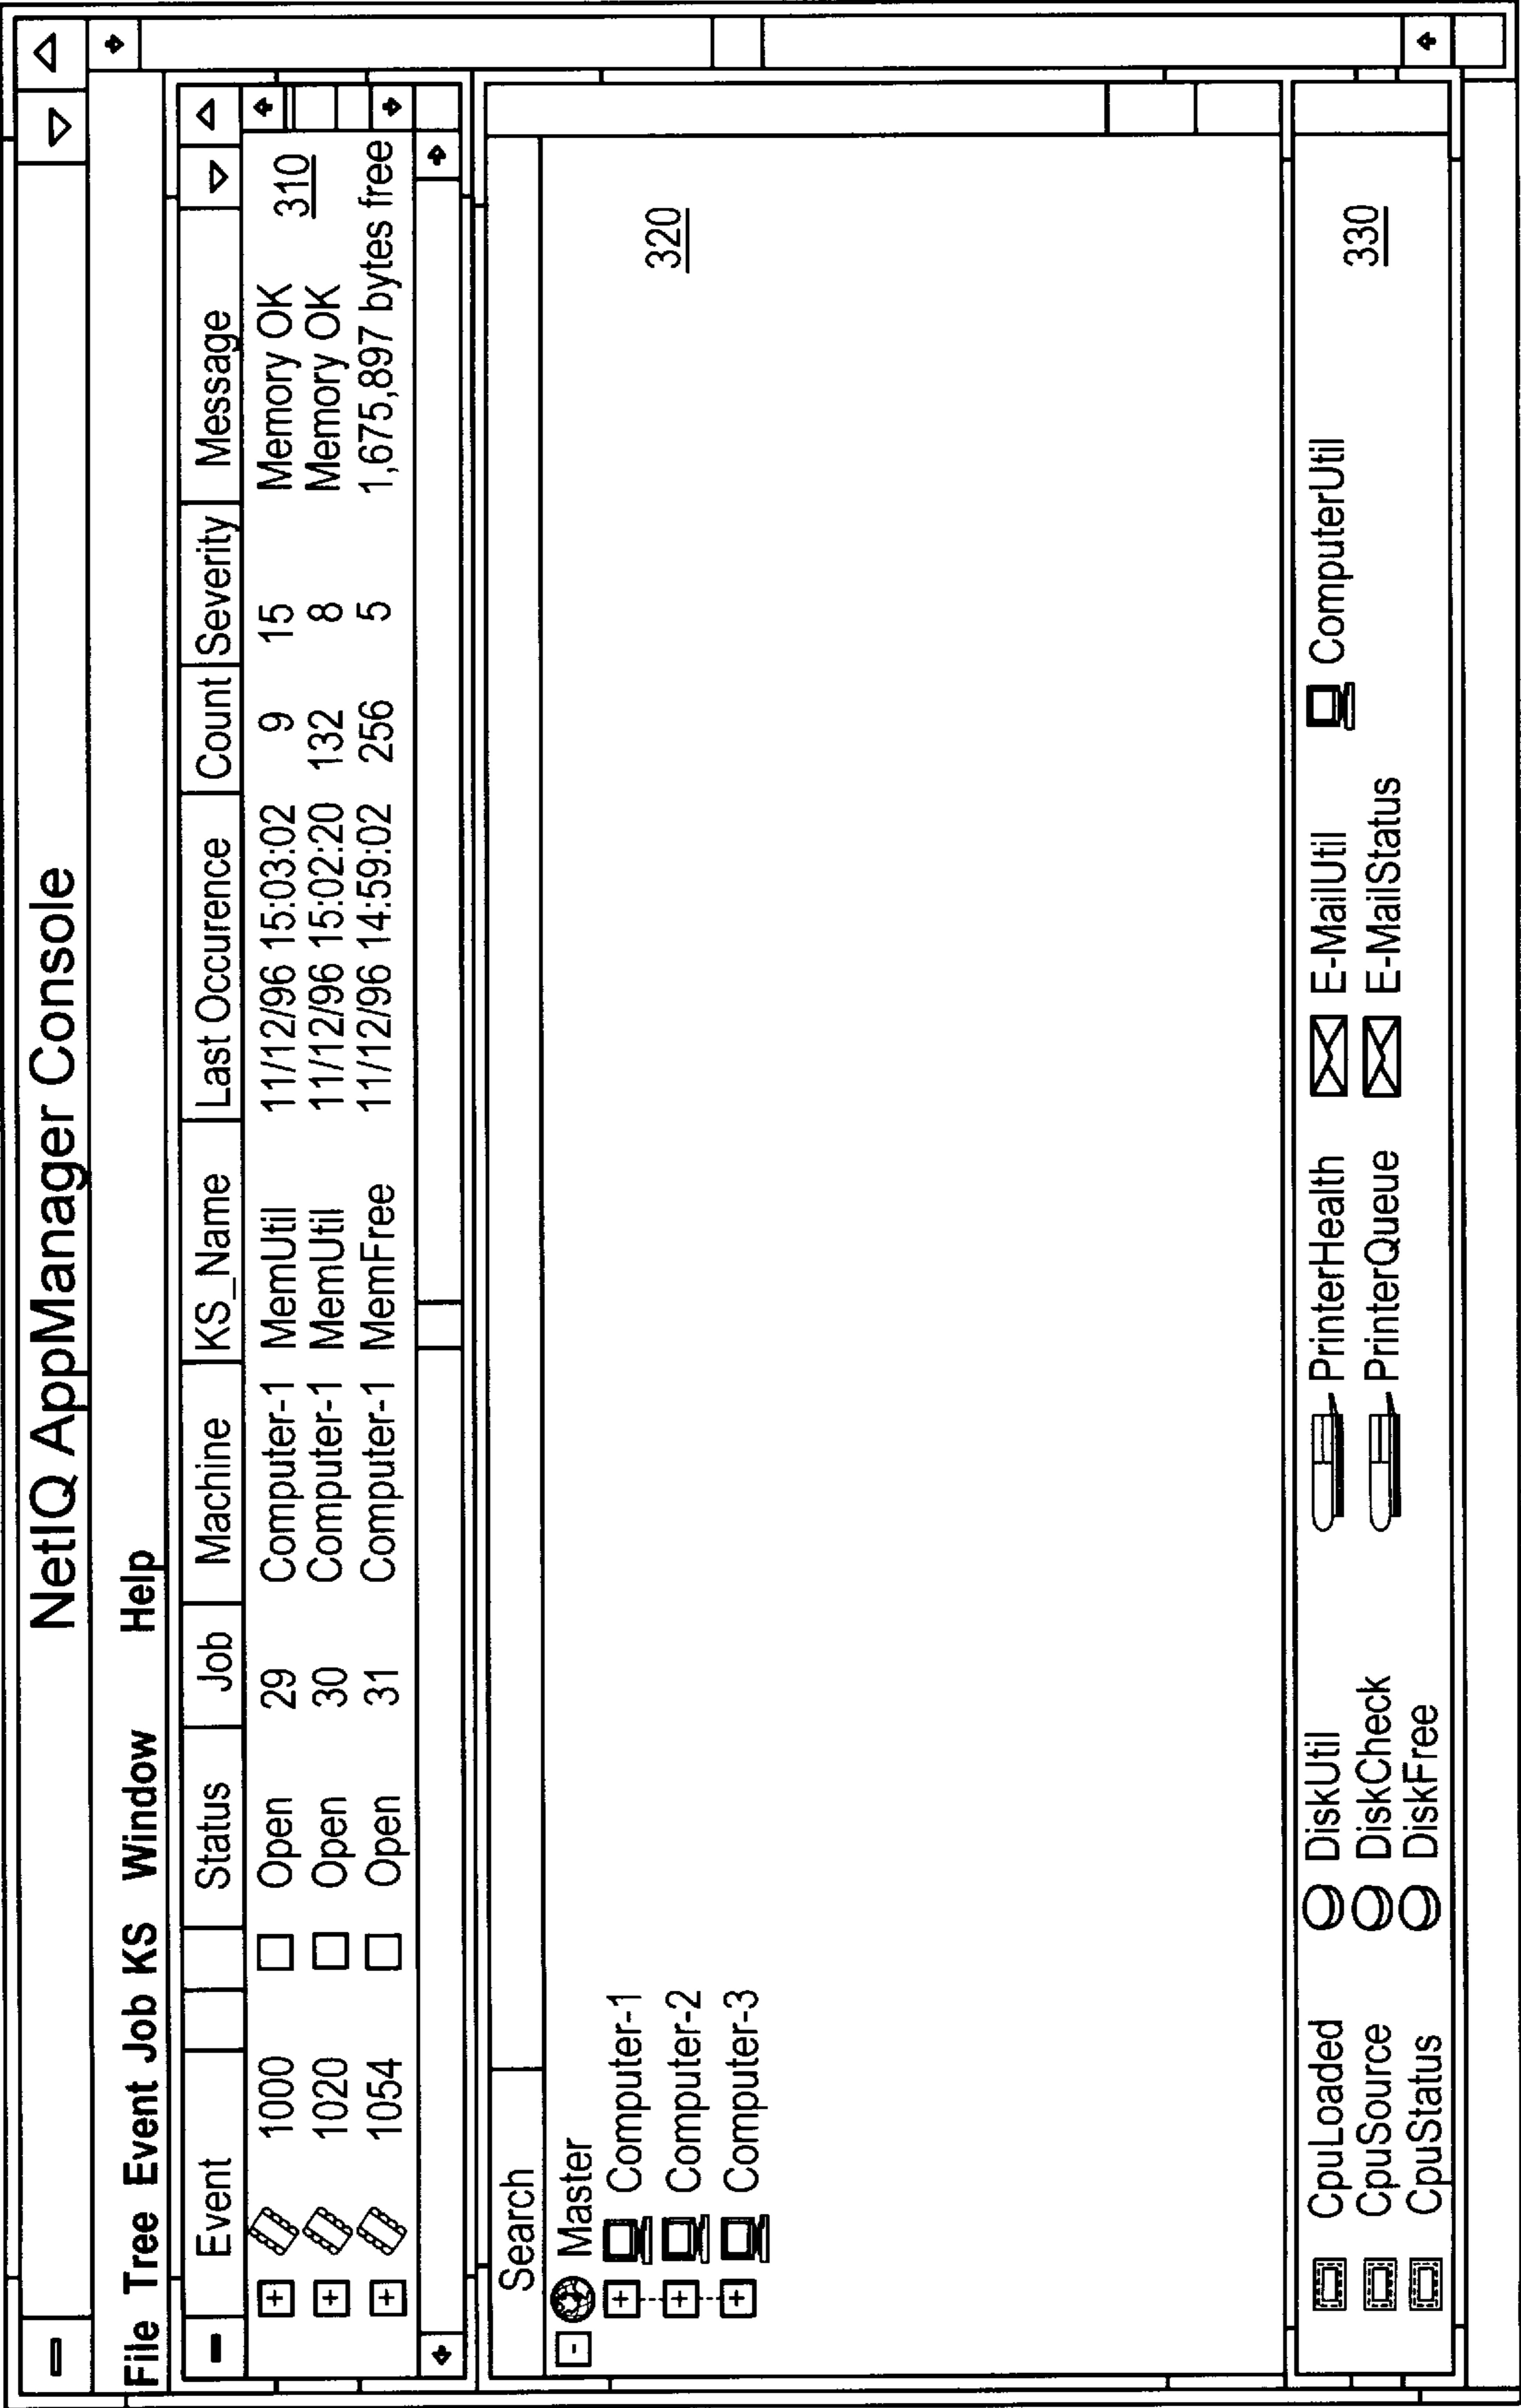 NetIQ AppManager Console
File Tree Event Job KS Window Help
Event Status Job Machine KS_Name Last Occurence Count Severity Message
1000 Open 29 Computer-1 MemUtil 11/12/96 15:03:02 9 15 Memory OK
310
1020 Open 30 Computer-1 MemUtil 11/12/96 15:02:20 132 8 Memory OK
1054 Open 31 Computer-1 MemFree 11/12/96 14:59:02 256 5 1,675,897 bytes free
Search
Master
Computer-1
320
Computer-2
Computer-3
CpuLoaded DiskUtil PrinterHealth E-MailUtil ComputerUtil
330
CpuSource DiskCheck PrinterQueue E-MailStatus
CpuStatus DiskFree